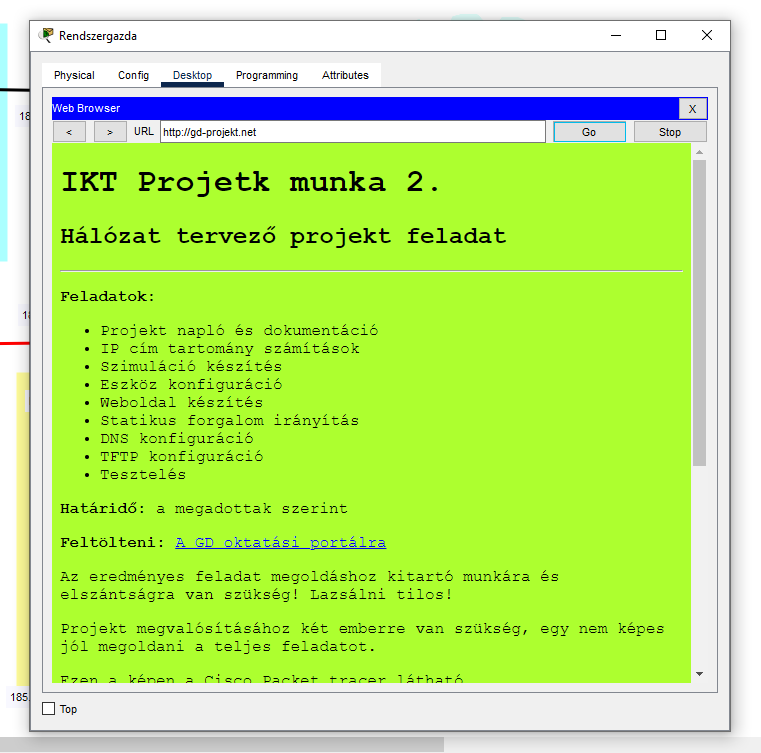 Rendszergazda
Physical Config Desktop Programming Attributes
Web Browser X
< > URL http://gd-projekt.net Go Stop
IKT Projetk munka 2.
Hálózat tervező projekt feladat
Feladatok:
• Projekt napló és dokumentáció
• IP cím tartomány számítások
• Szimuláció készítés
• Eszköz konfiguráció
• Weboldal készítés
• Statikus forgalom irányítás
• DNS konfiguráció
• TFTP konfiguráció
• Tesztelés
Határidő: a megadottak szerint
Feltölteni: A GD oktatási portálra
Az eredményes feladat megoldáshoz kitartó munkára és
elszántságra van szükség! Lazsálni tilos!
Projekt megvalósításához két emberre van szükség, egy nem képes
jól megoldani a teljes feladatot.
Ezen a képen a Cisco Packet tracer látható
185.
Top